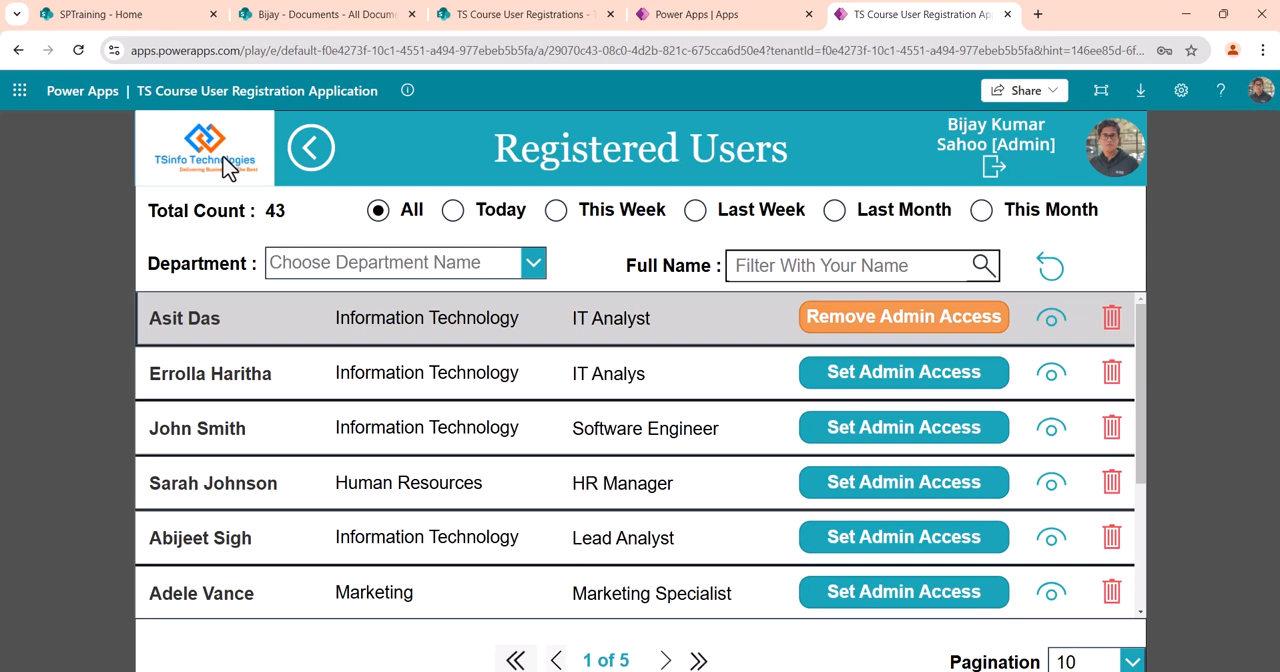 SPTraining - Home
Bijay - Documents - All Docume
TS Course User Registrations -
Power Apps | Apps
TS Course User Registration Ap
apps.powerapps.com/play/e/default-f0e4273f-10c1-4551-a494-977ebeb5b5fa/a/29070c43-08c0-4d2b-821c-675cca6d50e4?tenantId=f0e4273f-10c1-4551-a494-977ebeb5b5fa&hint=146ee85d-6f...
Power Apps | TS Course User Registration Application
Share
TSinfo Technologies
Registered Users
Bijay Kumar
Sahoo [Admin]
Total Count : 43
All Today This Week Last Week Last Month This Month
Department : Choose Department Name
Full Name : Filter With Your Name
Asit Das Information Technology IT Analyst Remove Admin Access
Errolla Haritha Information Technology IT Analys Set Admin Access
John Smith Information Technology Software Engineer Set Admin Access
Sarah Johnson Human Resources HR Manager Set Admin Access
Abijeet Sigh Information Technology Lead Analyst Set Admin Access
Adele Vance Marketing Marketing Specialist Set Admin Access
1 of 5
Pagination 10